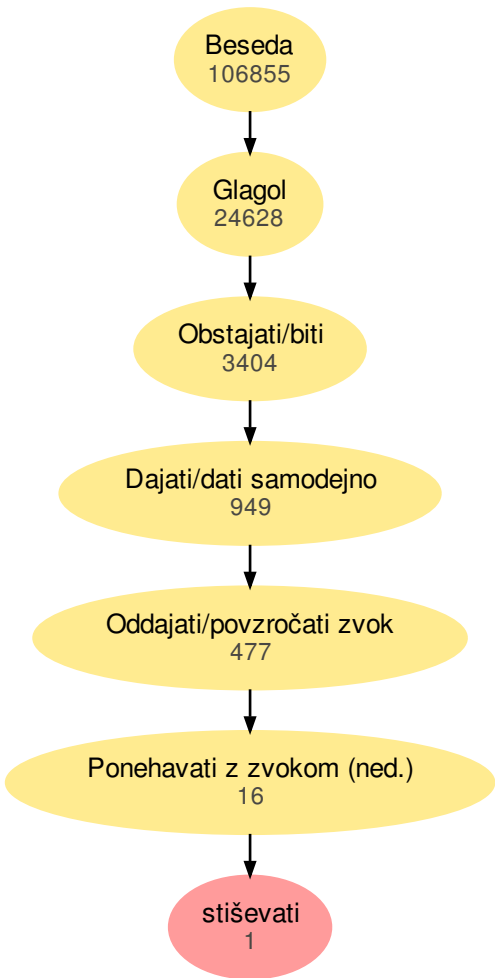 Beseda
106855
Glagol
24628
Obstajati/biti
3404
Dajati/dati samodejno
949
Oddajati/povzročati zvok
477
Ponehavati z zvokom (ned.)
16
stiševati
1